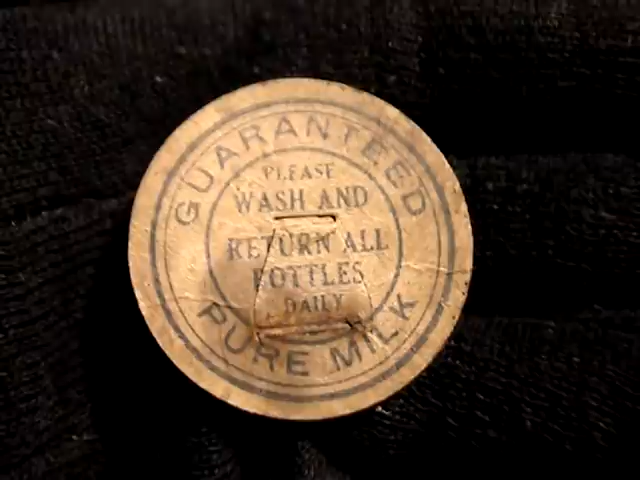 GUARANTEED
PLEASE
WASH AND
RETURN ALL
BOTTLES
DAILY
PURE MILK